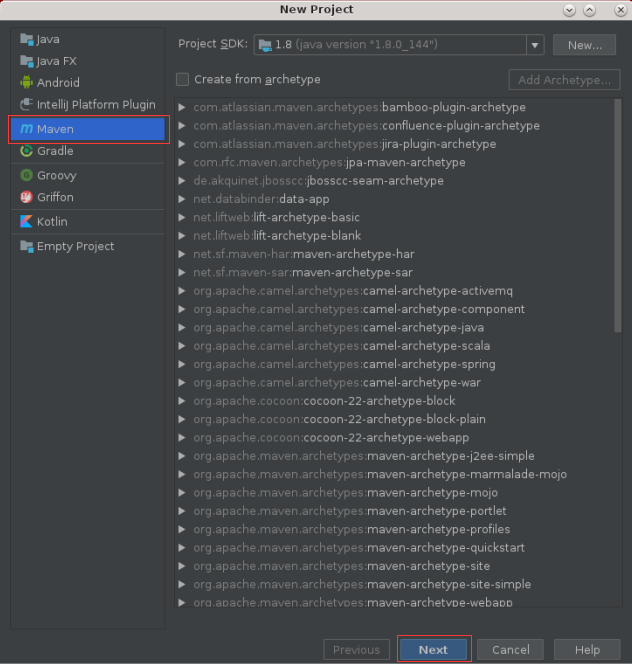 New Project
Java
Java FX
Android
IntelliJ Platform Plugin
Maven
Gradle
Groovy
Griffon
Kotlin
Empty Project
Project SDK: 1.8 (java version "1.8.0_144") New...
Create from archetype Add Archetype...
com.atlassian.maven.archetypes:bamboo-plugin-archetype
com.atlassian.maven.archetypes:confluence-plugin-archetype
com.atlassian.maven.archetypes:jira-plugin-archetype
com.rfc.maven.archetypes:jpa-maven-archetype
de.akquinet.jbosscc:jbosscc-seam-archetype
net.databinder:data-app
net.liftweb:lift-archetype-basic
net.liftweb:lift-archetype-blank
net.sf.maven-har:maven-archetype-har
net.sf.maven-sar:maven-archetype-sar
org.apache.camel.archetypes:camel-archetype-activemq
org.apache.camel.archetypes:camel-archetype-component
org.apache.camel.archetypes:camel-archetype-java
org.apache.camel.archetypes:camel-archetype-scala
org.apache.camel.archetypes:camel-archetype-spring
org.apache.camel.archetypes:camel-archetype-war
org.apache.cocoon:cocoon-22-archetype-block
org.apache.cocoon:cocoon-22-archetype-block-plain
org.apache.cocoon:cocoon-22-archetype-webapp
org.apache.maven.archetypes:maven-archetype-j2ee-simple
org.apache.maven.archetypes:maven-archetype-marmalade-mojo
org.apache.maven.archetypes:maven-archetype-mojo
org.apache.maven.archetypes:maven-archetype-portlet
org.apache.maven.archetypes:maven-archetype-profiles
org.apache.maven.archetypes:maven-archetype-quickstart
org.apache.maven.archetypes:maven-archetype-site
org.apache.maven.archetypes:maven-archetype-site-simple
org.apache.maven.archetypes:maven-archetype-webapp
Previous Next Cancel Help